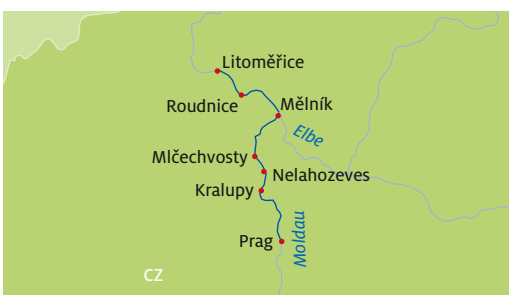 Litoměřice
Roudnice
Mělník
Elbe
Mlčechvosty
Nelahozeves
Kralupy
Prag
Moldau
CZ